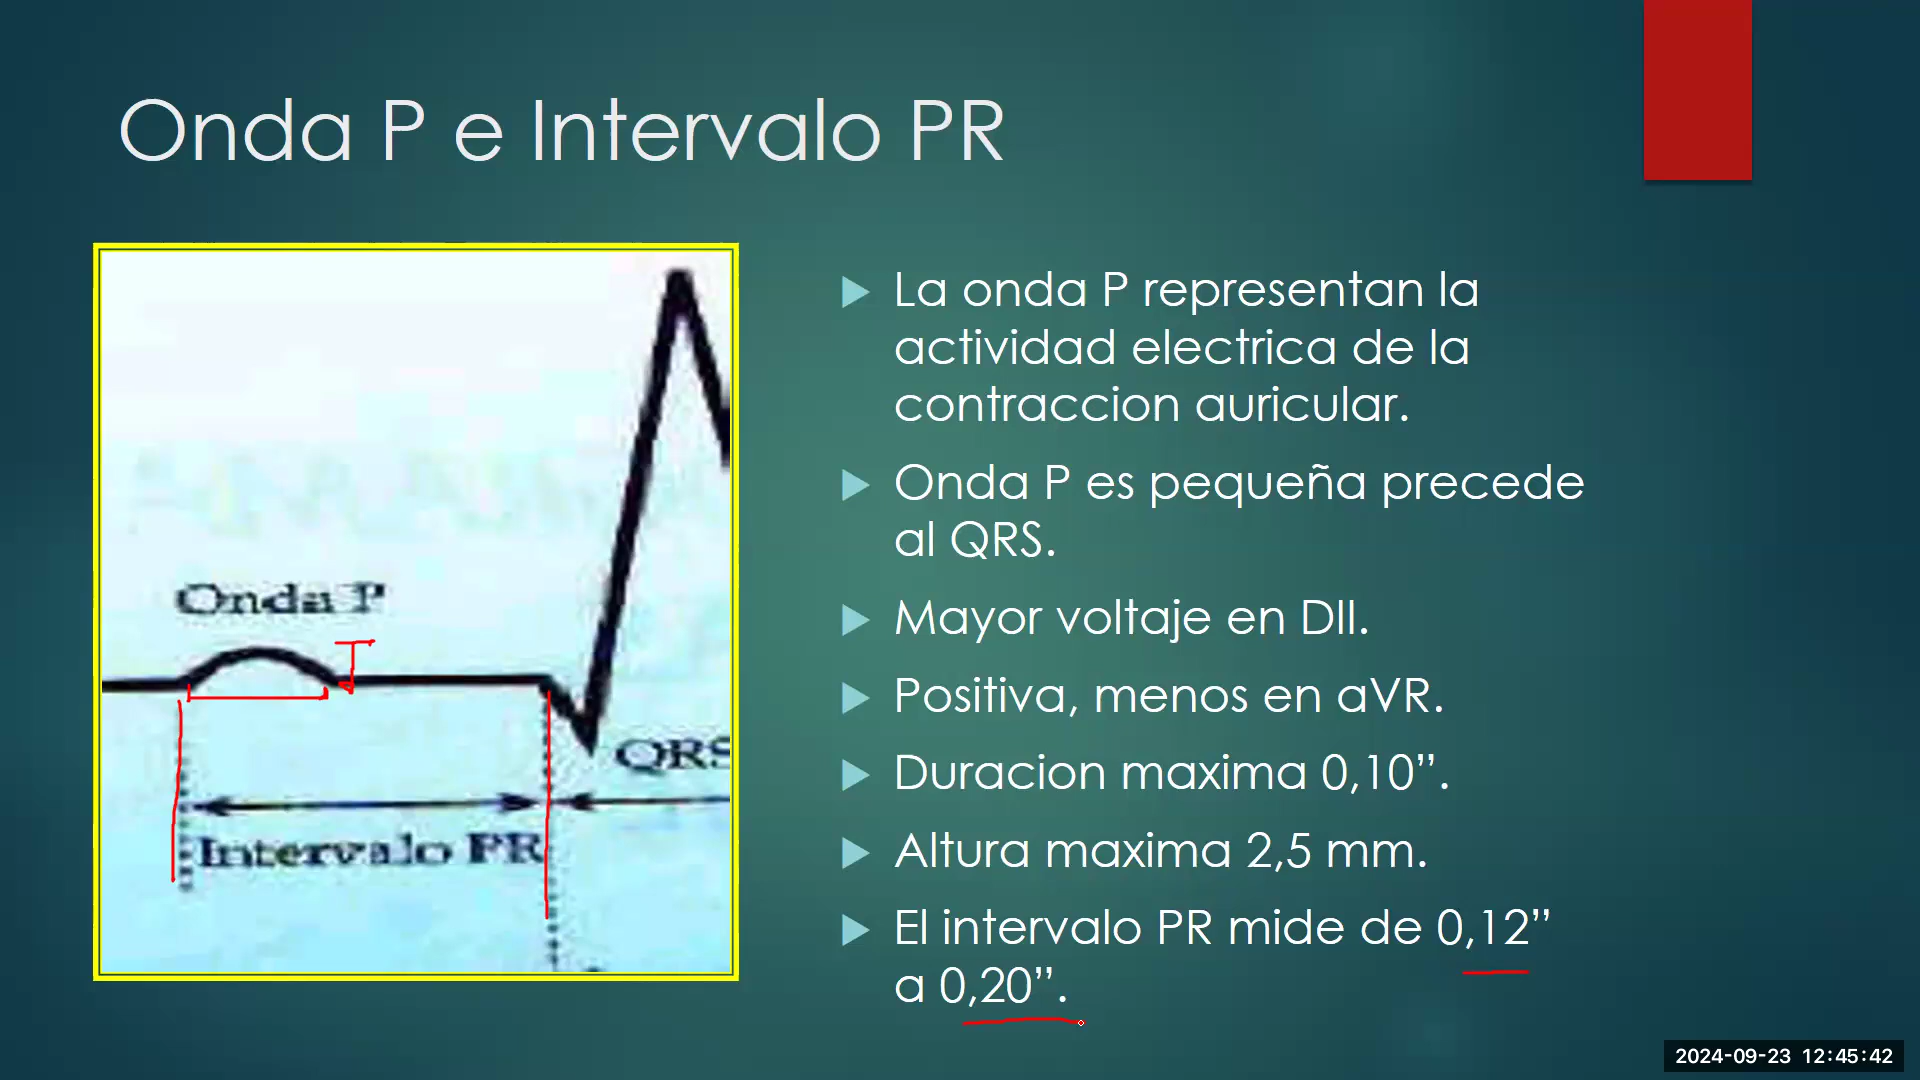 Onda P e Intervalo PR
Onda P
QRS
Intervalo PR
La onda P representan la
actividad electrica de la
contraccion auricular.
Onda P es pequeña precede
al QRS.
Mayor voltaje en DII.
Positiva, menos en aVR.
Duracion maxima 0,10”.
Altura maxima 2,5 mm.
El intervalo PR mide de 0,12”
a 0,20”.
2024-09-23 12:45:42